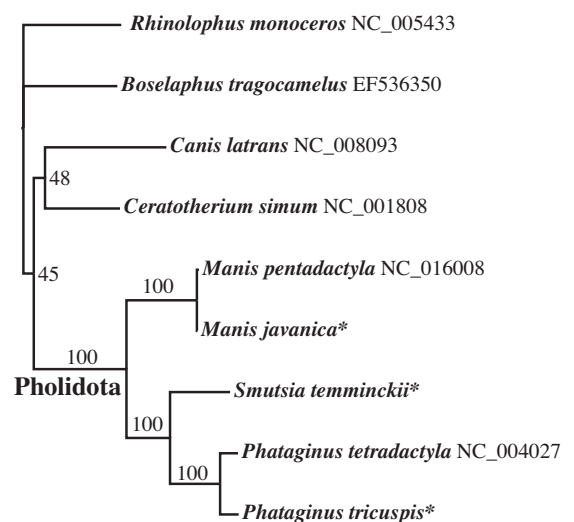 Rhinolophus monoceros NC_005433
Boselaphus tragocamelus EF536350
Canis latrans NC_008093
48
Ceratotherium simum NC_001808
45
Manis pentadactyla NC_016008
100
Manis javanica*
100
Pholidota
Smutsia temminckii*
100
Phataginus tetradactyla NC_004027
100
Phataginus tricuspis*